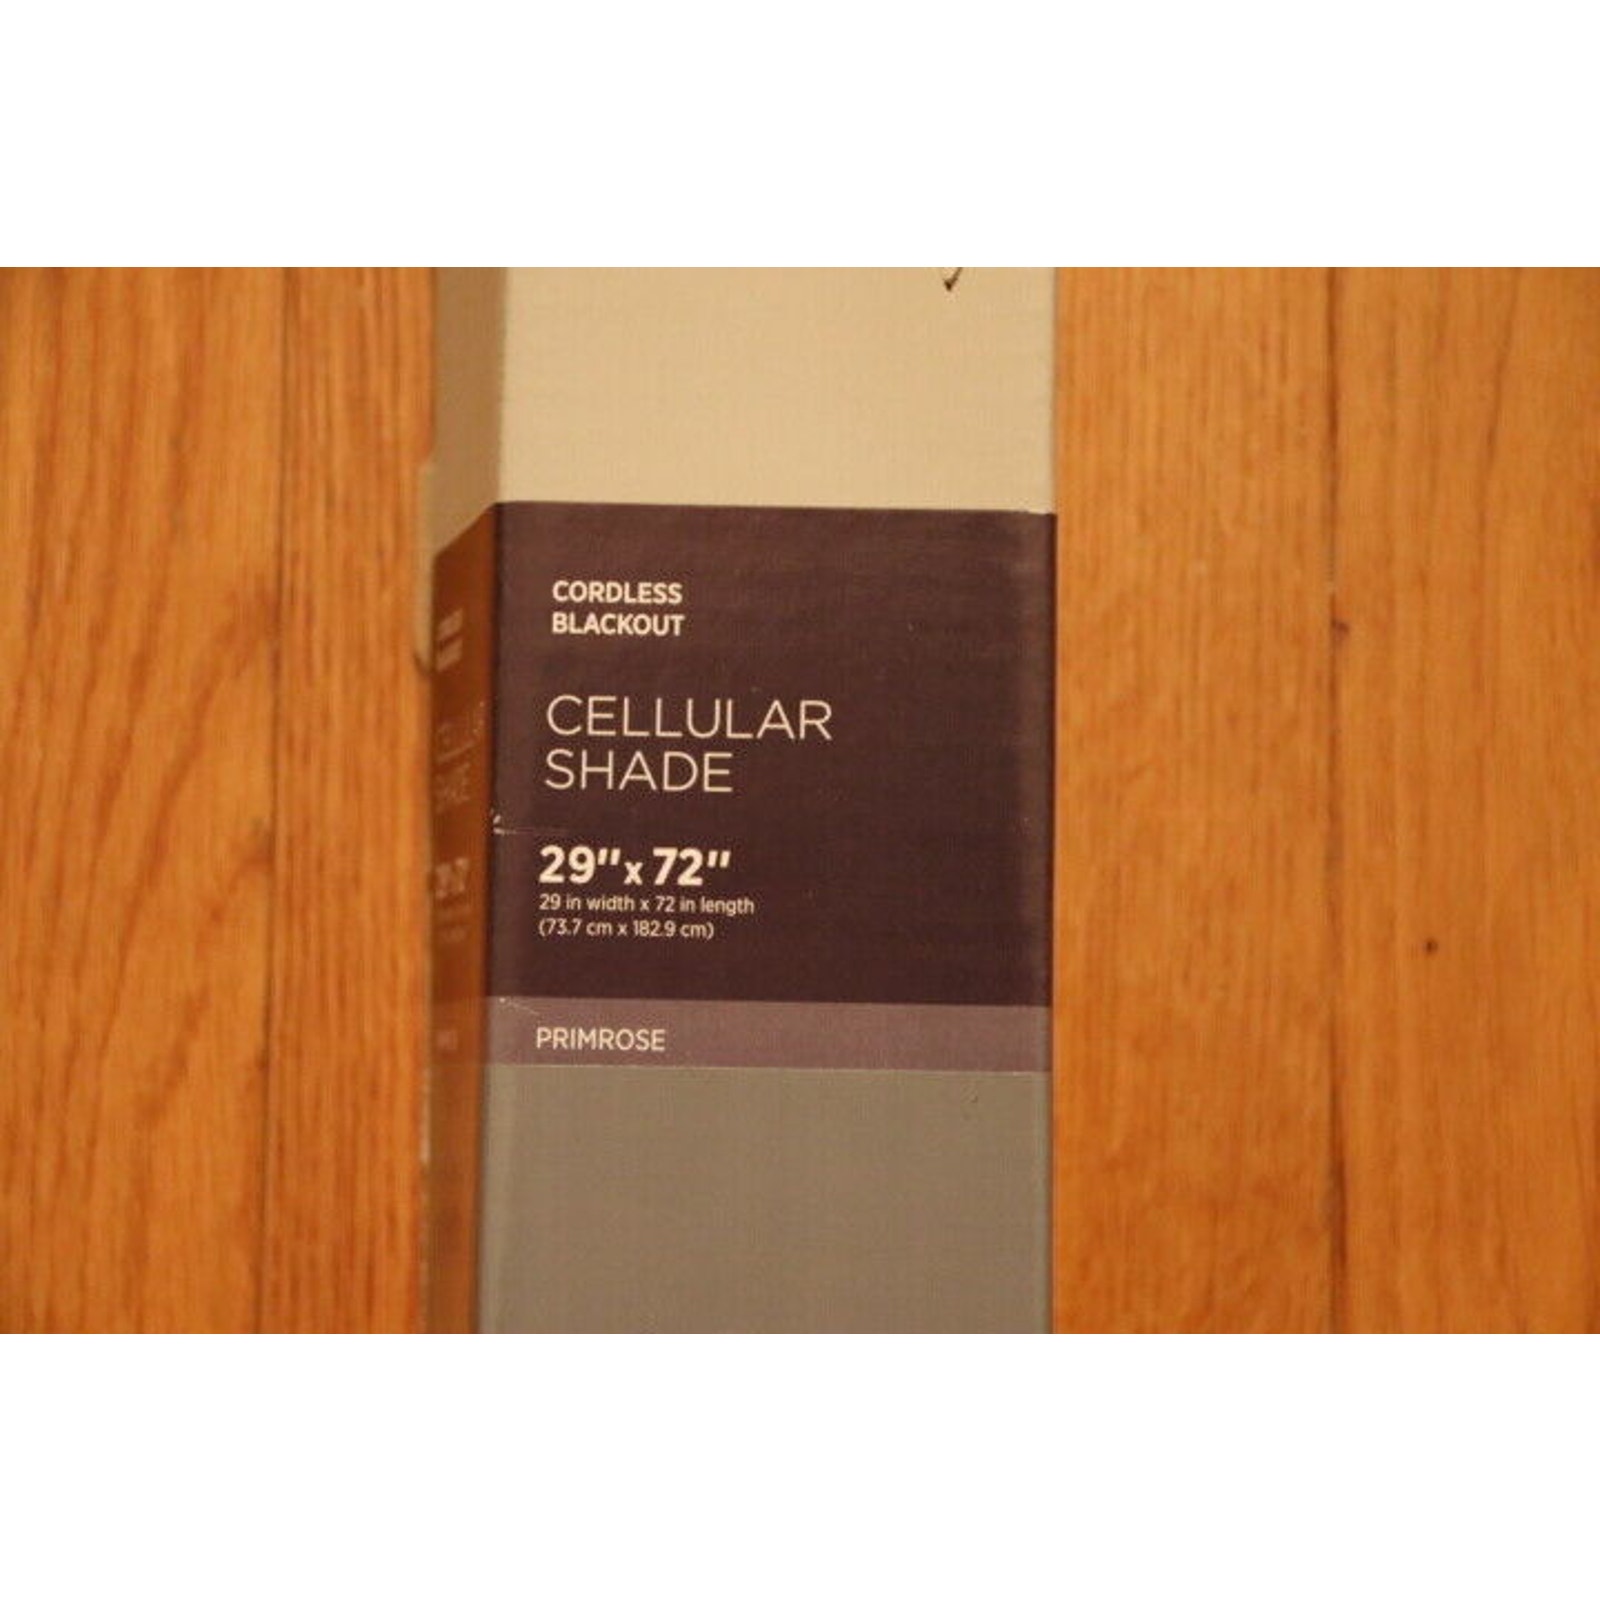 CORDLESS
BLACKOUT
CELLULAR
SHADE
29" x 72"
29 in width x 72 in length
(73.7 cm x 182.9 cm)
PRIMROSE